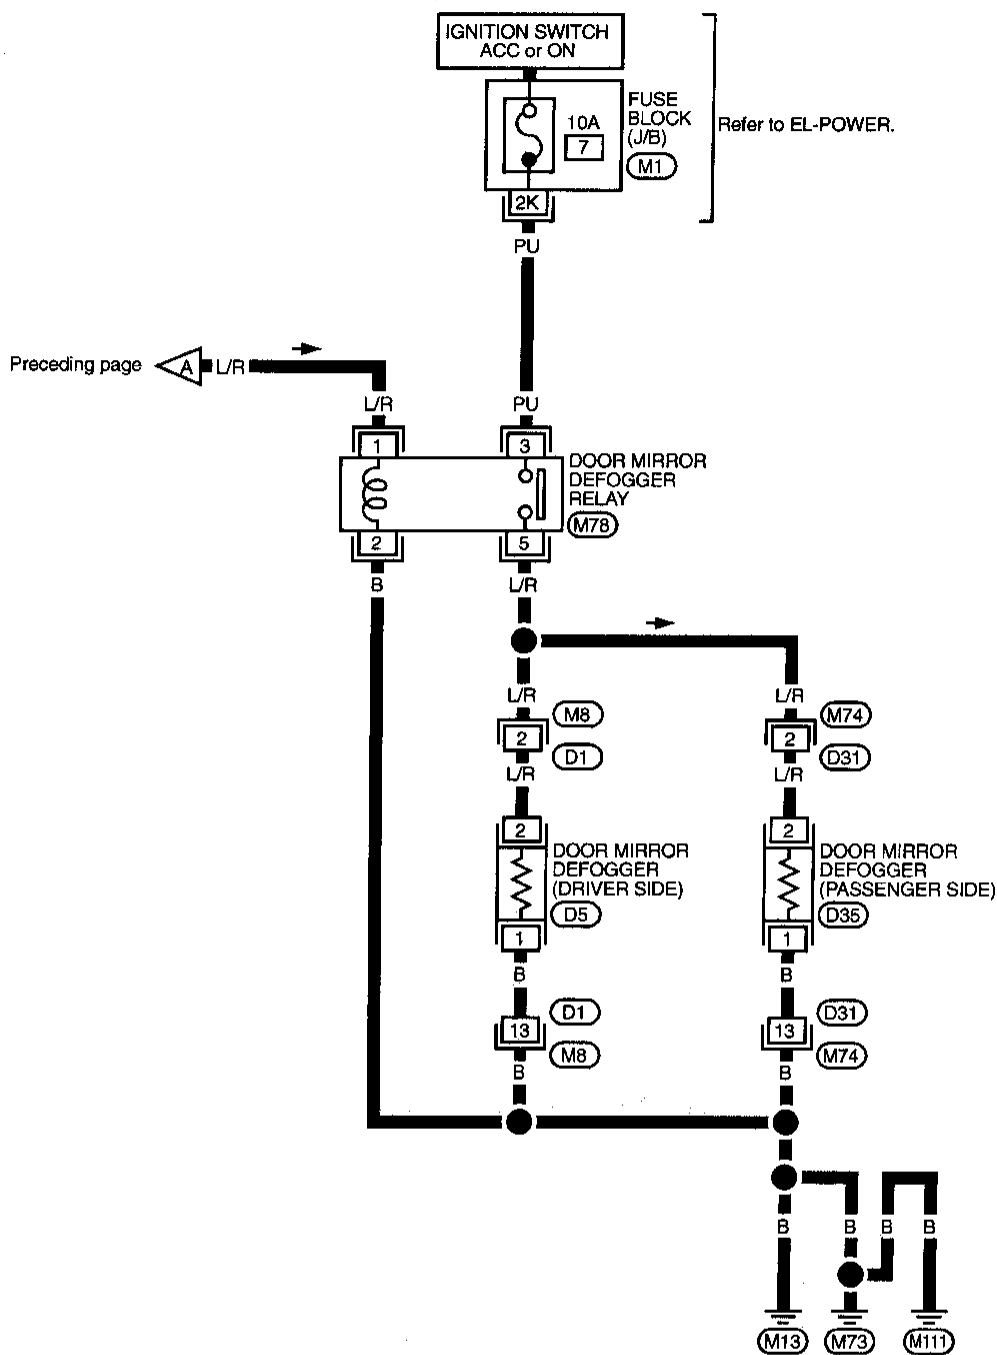 IGNITION SWITCH
ACC or ON
FUSE
BLOCK
(J/B)
M1
10A
7
Refer to EL-POWER.
2K
PU
Preceding page
A
L/R
L/R
PU
1
3
DOOR MIRROR
DEFOGGER
RELAY
M78
2
5
B
L/R
L/R
L/R
M8
M74
2
2
D1
D31
L/R
L/R
2
2
DOOR MIRROR
DEFOGGER
(DRIVER SIDE)
D5
DOOR MIRROR
DEFOGGER
(PASSENGER SIDE)
D35
1
1
B
B
D1
D31
13
13
M8
M74
B
B
B
B
B
B
M13
M73
M111